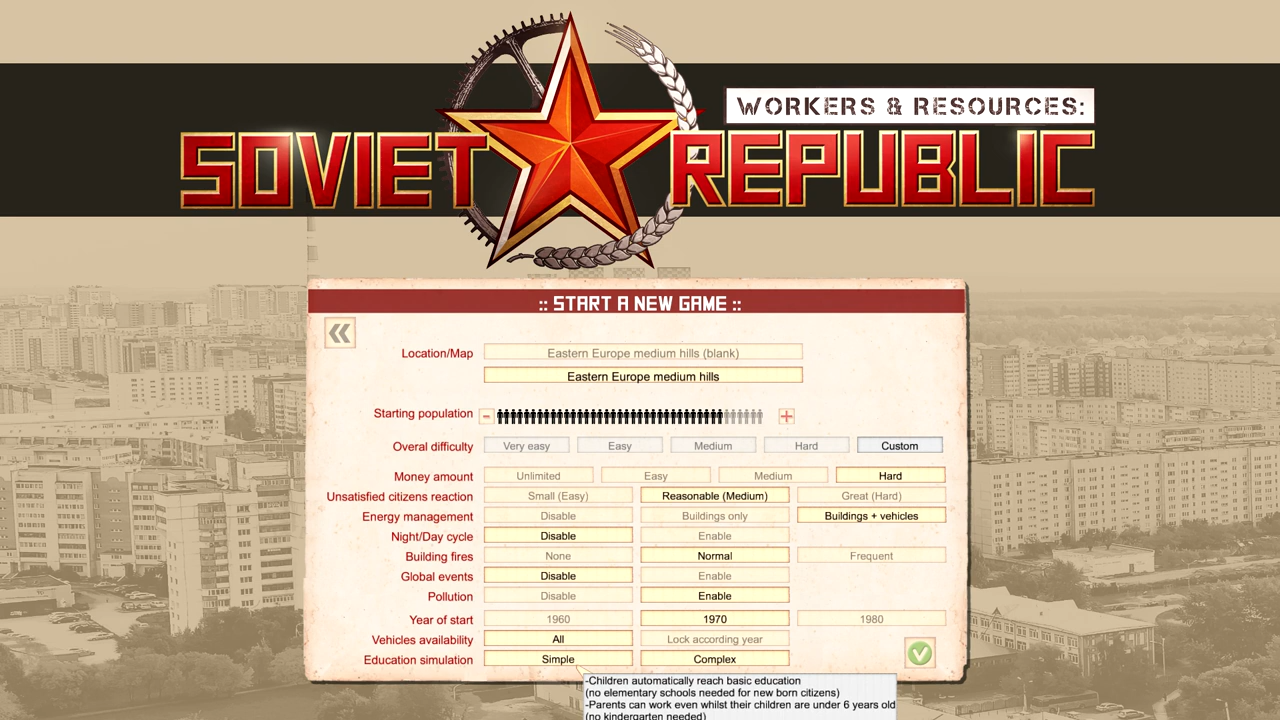 WORKERS & RESOURCES:
SOVIET REPUBLIC
:: START A NEW GAME ::
Location/Map Eastern Europe medium hills (blank)
Eastern Europe medium hills
Starting population - +
Overal difficulty Very easy Easy Medium Hard Custom
Money amount Unlimited Easy Medium Hard
Unsatisfied citizens reaction Small (Easy) Reasonable (Medium) Great (Hard)
Energy management Disable Buildings only Buildings + vehicles
Night/Day cycle Disable Enable
Building fires None Normal Frequent
Global events Disable Enable
Pollution Disable Enable
Year of start 1960 1970 1980
Vehicles availability All Lock according year
Education simulation Simple Complex
-Children automatically reach basic education
(no elementary schools needed for new born citizens)
-Parents can work even whilst their children are under 6 years old
(no kindergarten needed)